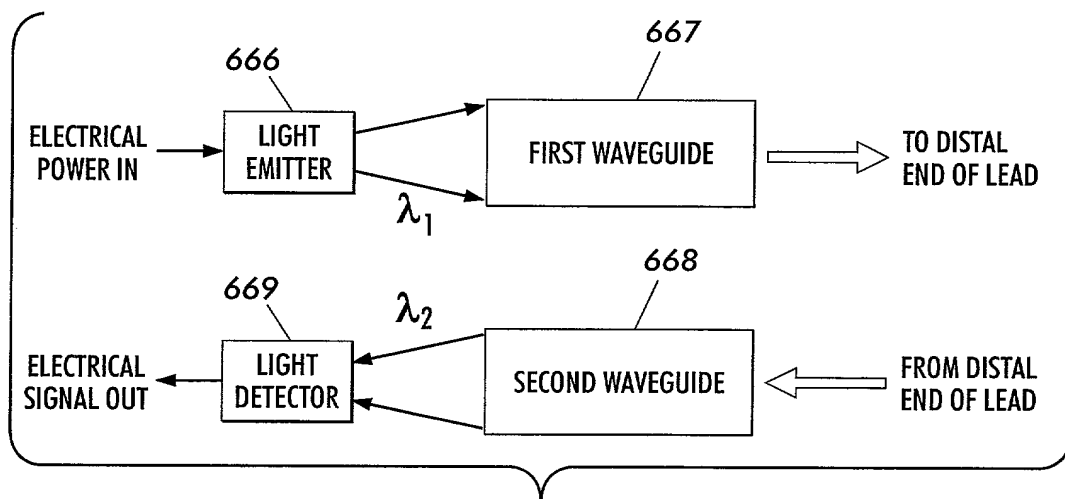 666
667
ELECTRICAL
POWER IN
LIGHT
EMITTER
FIRST WAVEGUIDE
TO DISTAL
END OF LEAD
λ1
669
λ2
668
ELECTRICAL
SIGNAL OUT
LIGHT
DETECTOR
SECOND WAVEGUIDE
FROM DISTAL
END OF LEAD